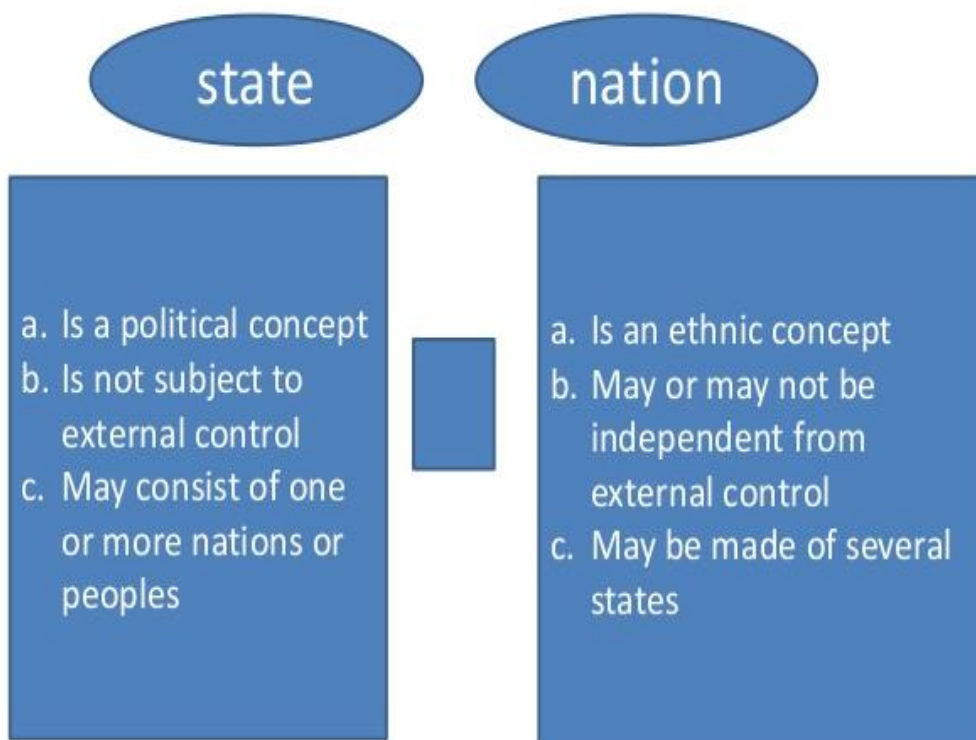 state
nation
a. Is a political concept
b. Is not subject to
external control
c. May consist of one
or more nations or
peoples
a. Is an ethnic concept
b. May or may not be
independent from
external control
c. May be made of several
states